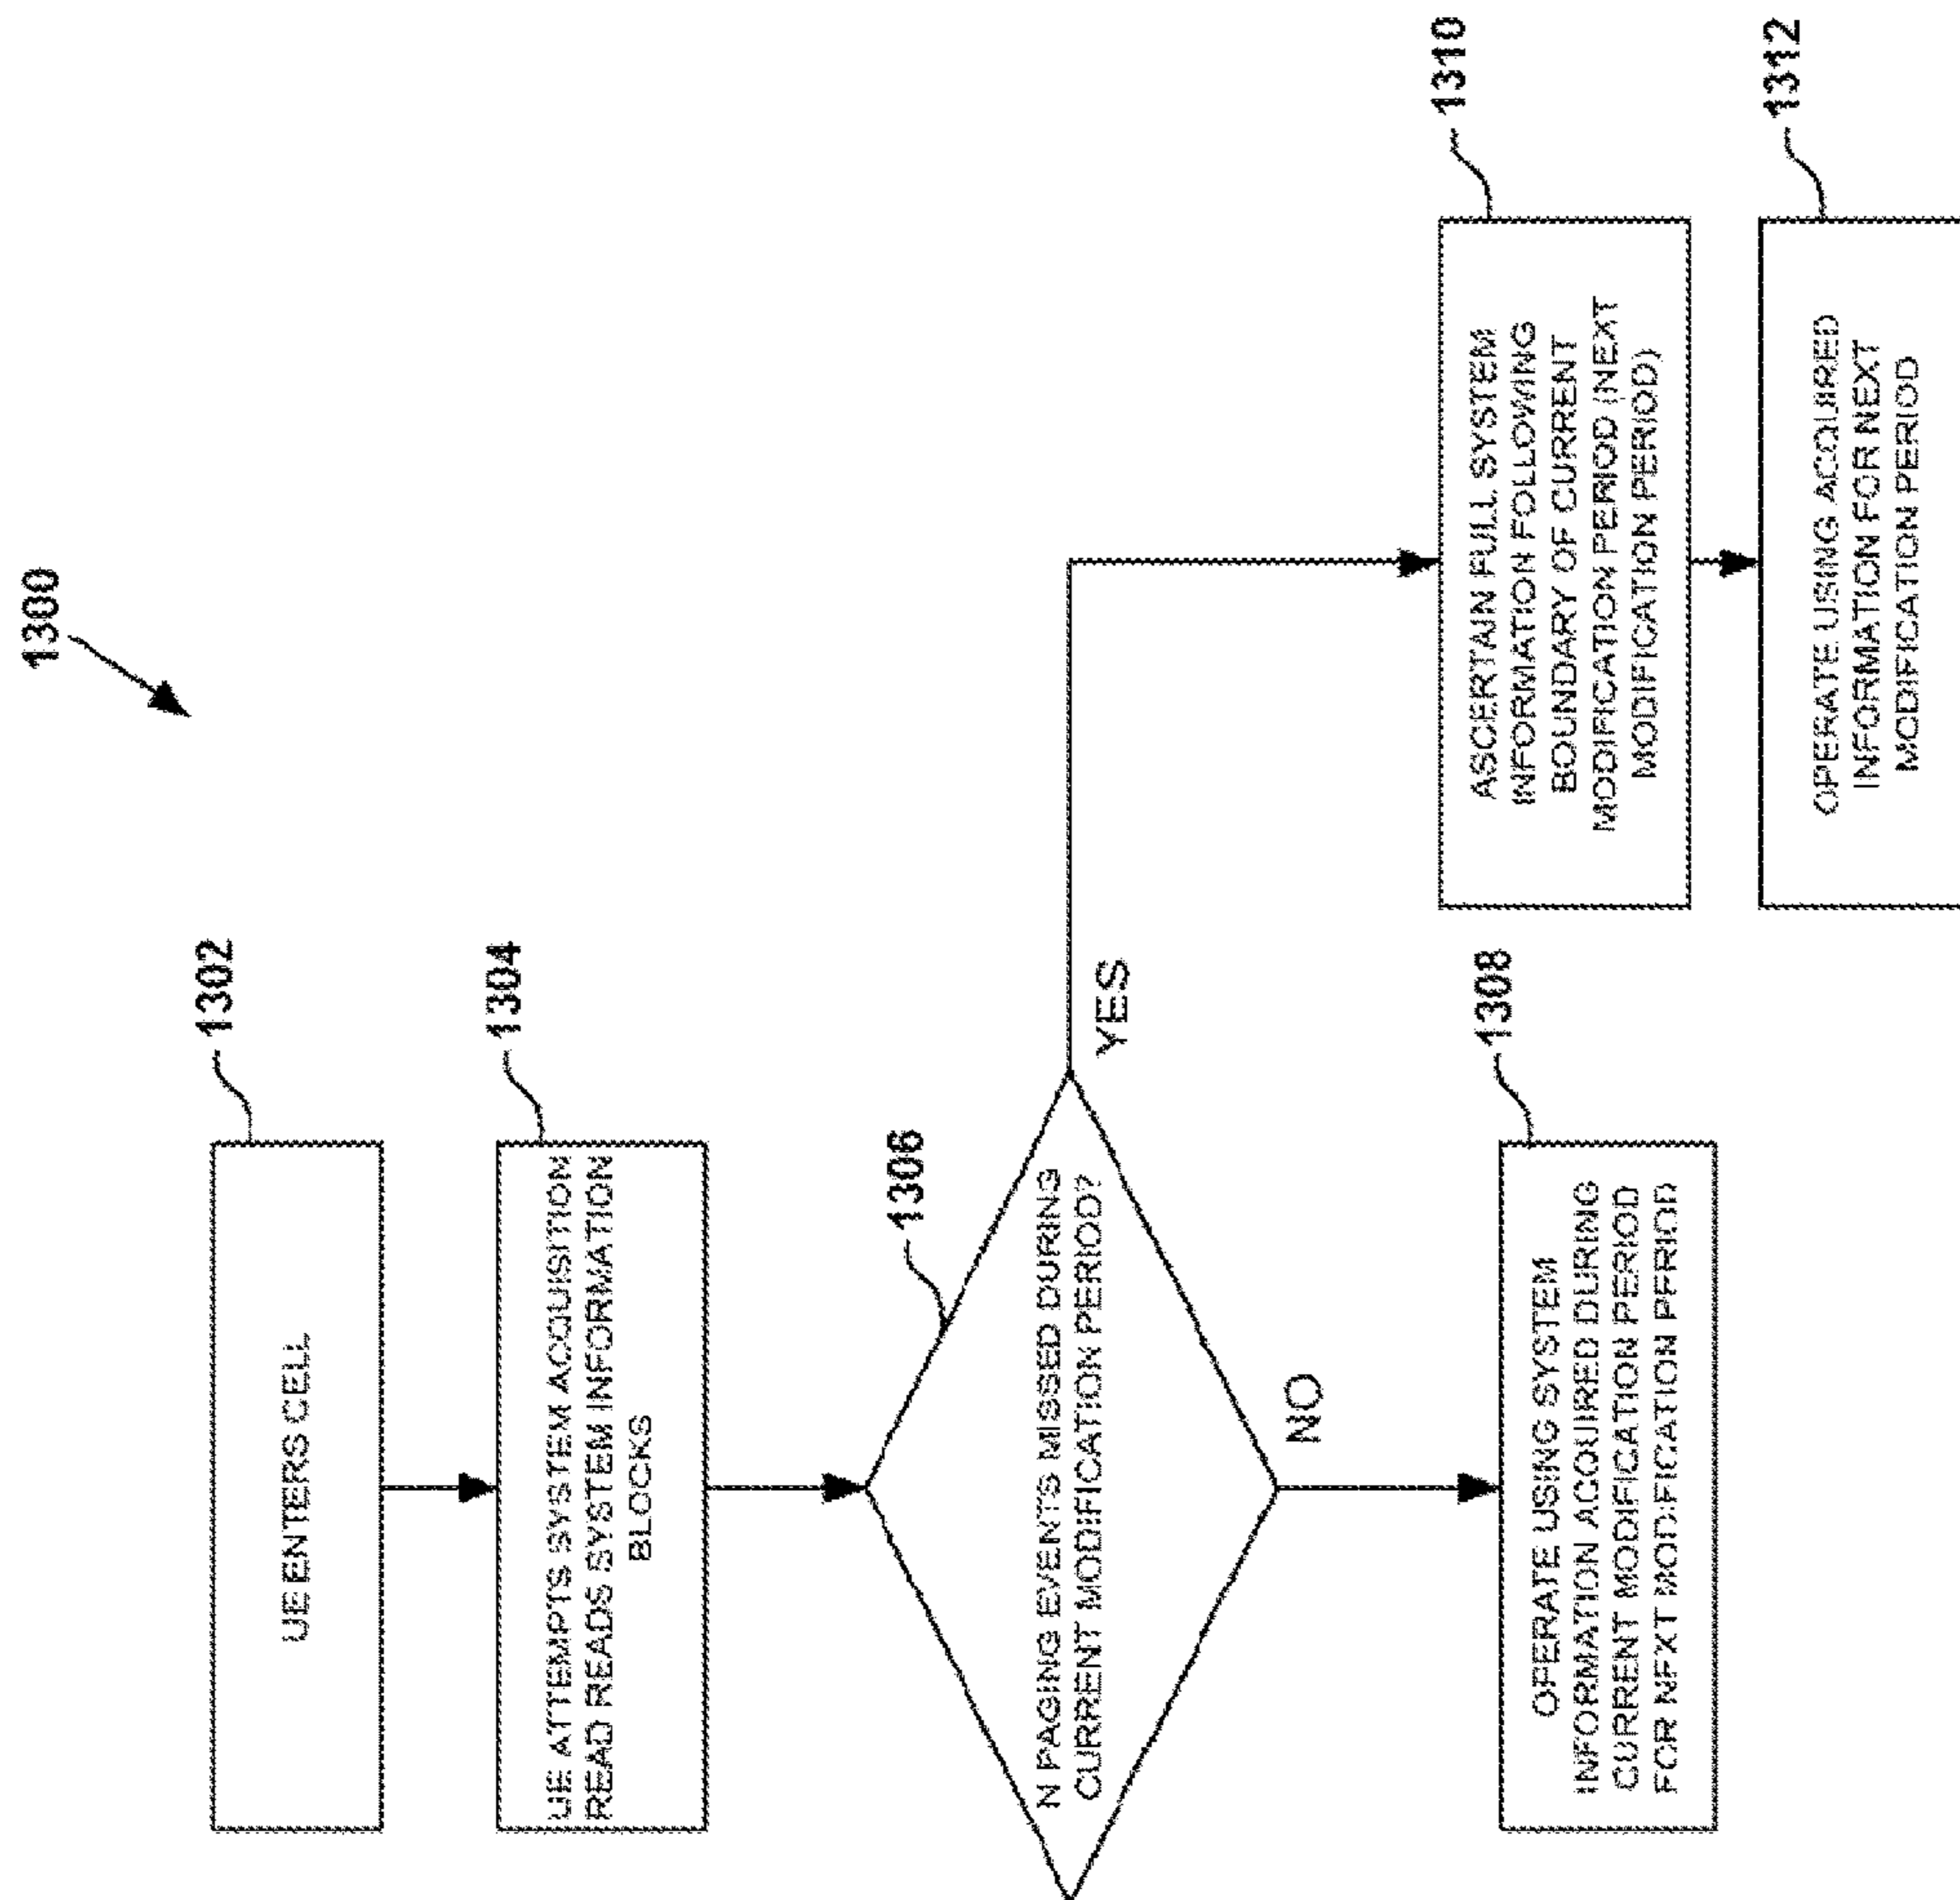 1300
UE ENTERS CELL
1302
UE ATTEMPTS SYSTEM ACQUISITION
READ READS SYSTEM INFORMATION
BLOCKS
1304
N PAGING EVENTS MISSED DURING
CURRENT MODIFICATION PERIOD?
1306
YES
NO
OPERATE USING SYSTEM
INFORMATION ACQUIRED DURING
CURRENT MODIFICATION PERIOD
FOR NEXT MODIFICATION PERIOD
1308
ASCERTAIN FULL SYSTEM
INFORMATION FOLLOWING
BOUNDARY OF CURRENT
MODIFICATION PERIOD (NEXT
MODIFICATION PERIOD)
1310
OPERATE USING ACQUIRED
INFORMATION FOR NEXT
MODIFICATION PERIOD
1312